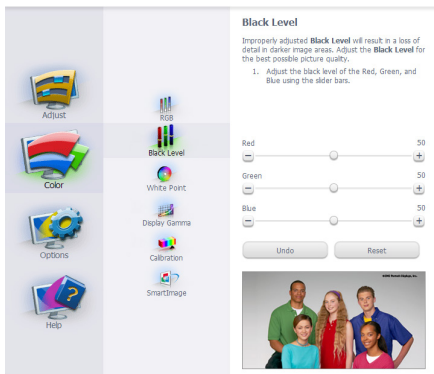 Adjust
Color
Options
Help
RGB
Black Level
White Point
Display Gamma
Calibration
SmartImage
Black Level
Improperly adjusted Black Level will result in a loss of
detail in darker image areas. Adjust the Black Level for
the best possible picture quality.
1. Adjust the black level of the Red, Green, and
Blue using the slider bars.
Red 50
Green 50
Blue 50
Undo Reset